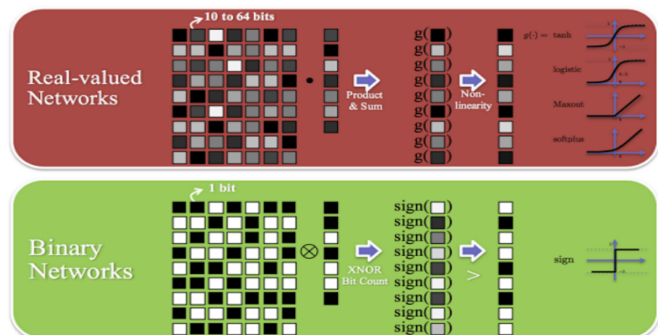 10 to 64 bits
Real-valued
Networks
•
Product
& Sum
g( )
g( )
g( )
g( )
g( )
g( )
g( )
g( )
g( )
Non-
linearity
g(·) = tanh
logistic
Maxout
softplus
1 bit
Binary
Networks
⊗
XNOR
Bit Count
sign( )
sign( )
sign( )
sign( )
sign( )
sign( )
sign( )
sign( )
sign( )
>
sign